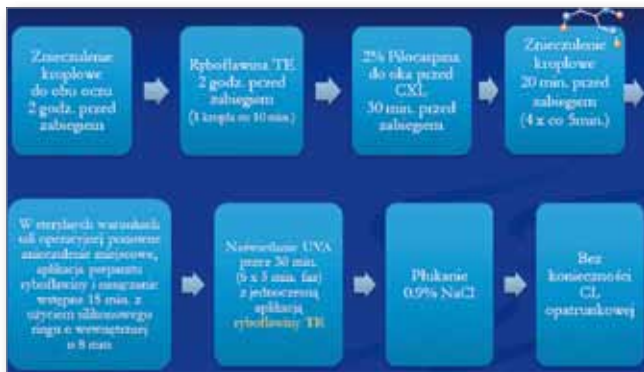 Znieczulenie
kroplowe
do obu oczu
2 godz. przed
zabiegiem
Ryboflawina TE
2 godz. przed
zabiegiem
(1 kropla co 10 min.)
2% Pilocarpina
do oka przed
CXL
30 min. przed
zabiegiem
Znieczulenie
kroplowe
20 min. przed
zabiegiem
(4 x co 5min.)
W sterylnych warunkach
sali operacyjnej ponowne
znieczulenie miejscowe,
aplikacja preparatu
ryboflawiny i nasączanie
wstępne 15 min. z
użyciem silikonowego
ringu o wewnętrznej
8 mm
Naświetlanie UVA
przez 30 min.
(6 x 5 min. faz)
z jednoczesną
aplikacją
ryboflawiny TE
Płukanie
0.9% NaCl
Bez
konieczności
CL
opatrunkowej